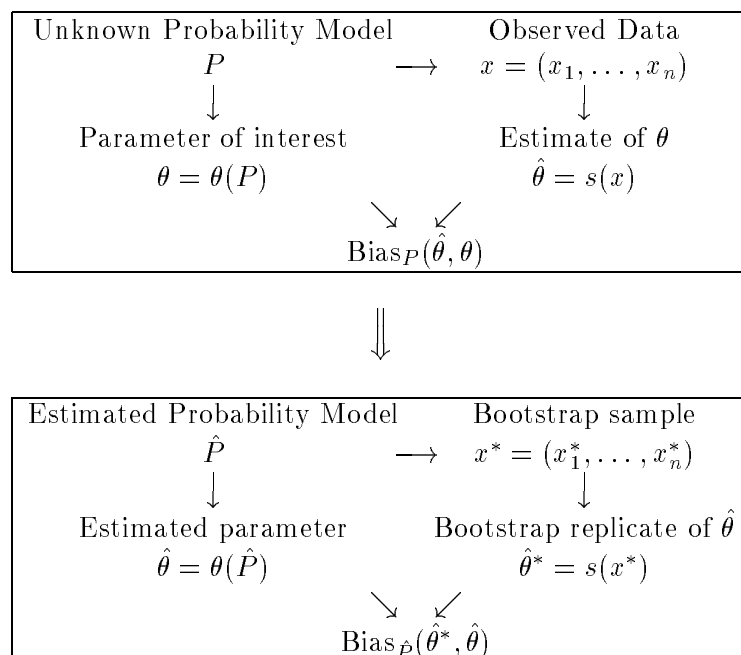 Unknown Probability Model Observed Data
P ⟶ x = (x₁, . . . , xₙ)
↓ ↓
Parameter of interest Estimate of θ
θ = θ(P) θ̂ = s(x)
↘ ↙
Bias_P(θ̂, θ)
⇓
Estimated Probability Model Bootstrap sample
P̂ ⟶ x* = (x₁*, . . . , xₙ*)
↓ ↓
Estimated parameter Bootstrap replicate of θ̂
θ̂ = θ(P̂) θ̂* = s(x*)
↘ ↙
Bias_P̂(θ̂*, θ̂)